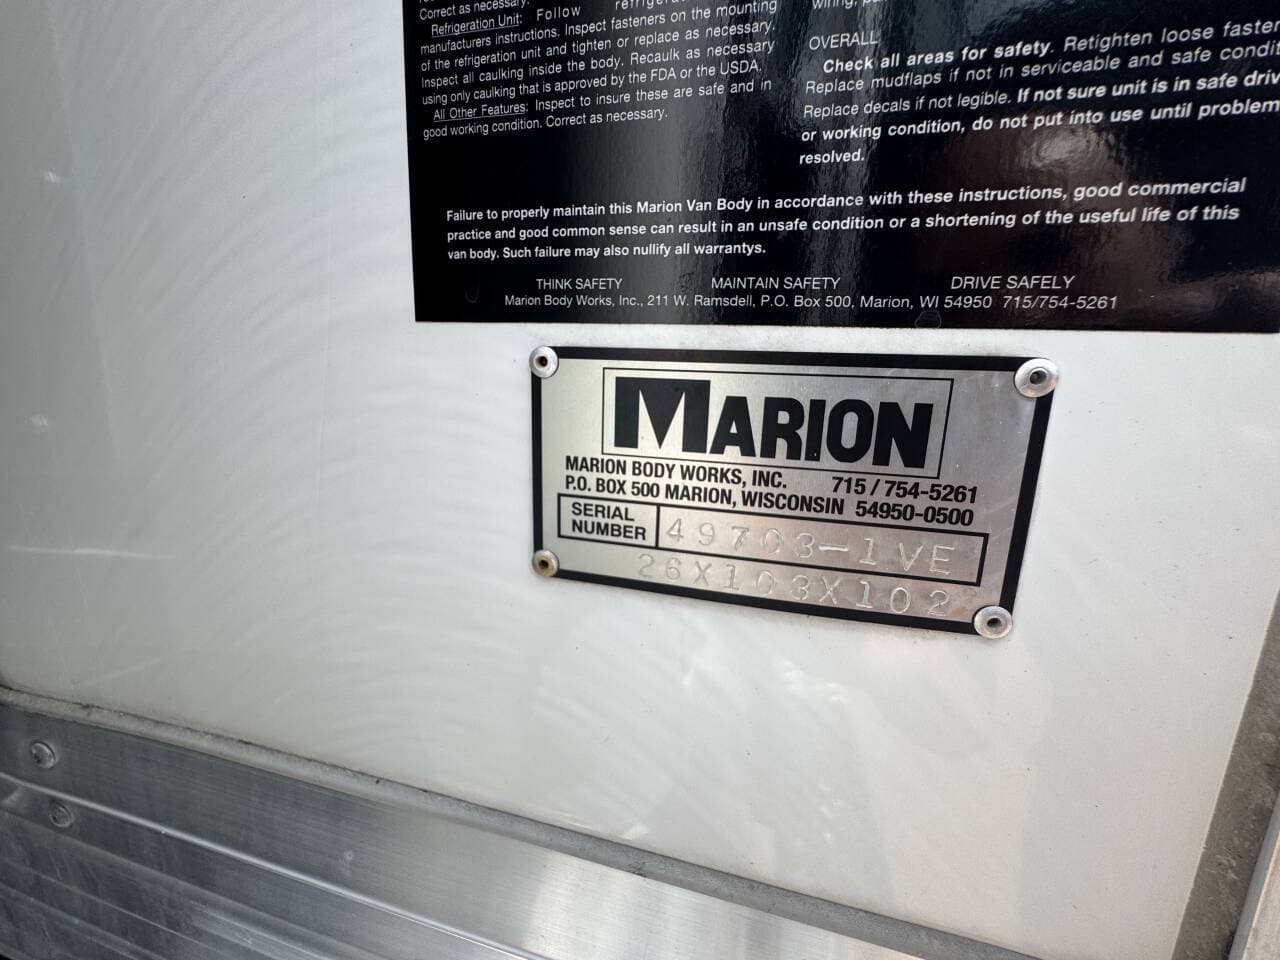 Correct as necessary.
Refrigeration Unit: Follow
manufacturers instructions. Inspect fasteners on the mounting
of the refrigeration unit and tighten or replace as necessary.
Inspect all caulking inside the body. Recaulk as necessary
using only caulking that is approved by the FDA or the USDA.
All Other Features: Inspect to insure these are safe and in
good working condition. Correct as necessary.
OVERALL
Check all areas for safety. Retighten loose
Replace mudflaps if not in serviceable and safe
Replace decals if not legible. If not sure unit is in safe
or working condition, do not put into use until
resolved.
Failure to properly maintain this Marion Van Body in accordance with these instructions, good commercial
practice and good common sense can result in an unsafe condition or a shortening of the useful life of this
van body. Such failure may also nullify all warrantys.
THINK SAFETY MAINTAIN SAFETY DRIVE SAFELY
Marion Body Works, Inc., 211 W. Ramsdell, P.O. Box 500, Marion, WI 54950 715/754-5261
MARION
MARION BODY WORKS, INC. 715/754-5261
P.O. BOX 500 MARION, WISCONSIN 54950-0500
SERIAL
NUMBER 49703-1VE
26X103X102